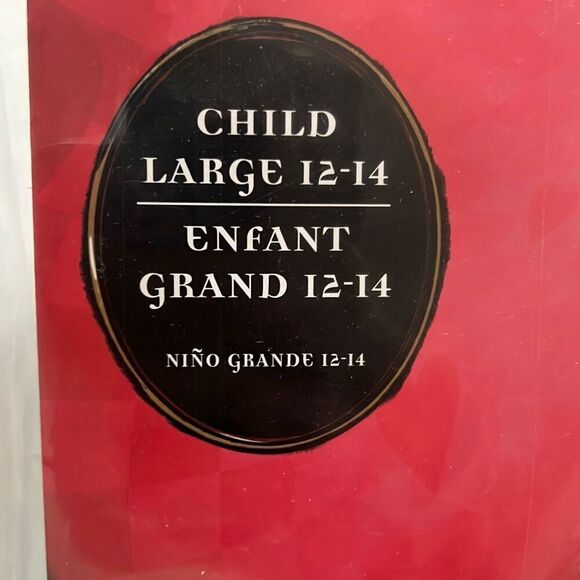 CHILD
LARGE 12-14
ENFANT
GRAND 12-14
NIÑO GRANDE 12-14